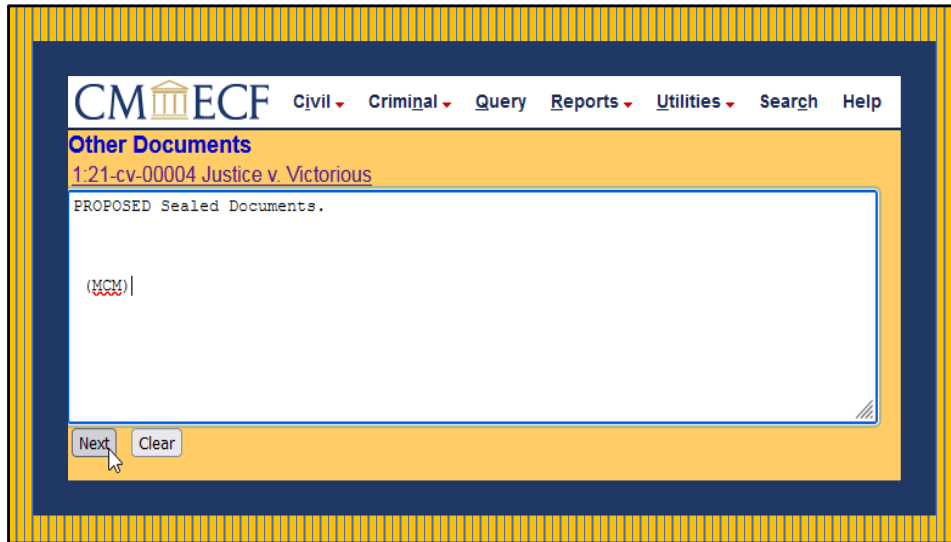 CM ECF Civil Criminal Query Reports Utilities Search Help
Other Documents
1:21-cv-00004 Justice v. Victorious
PROPOSED Sealed Documents.
(MCM)
Next Clear